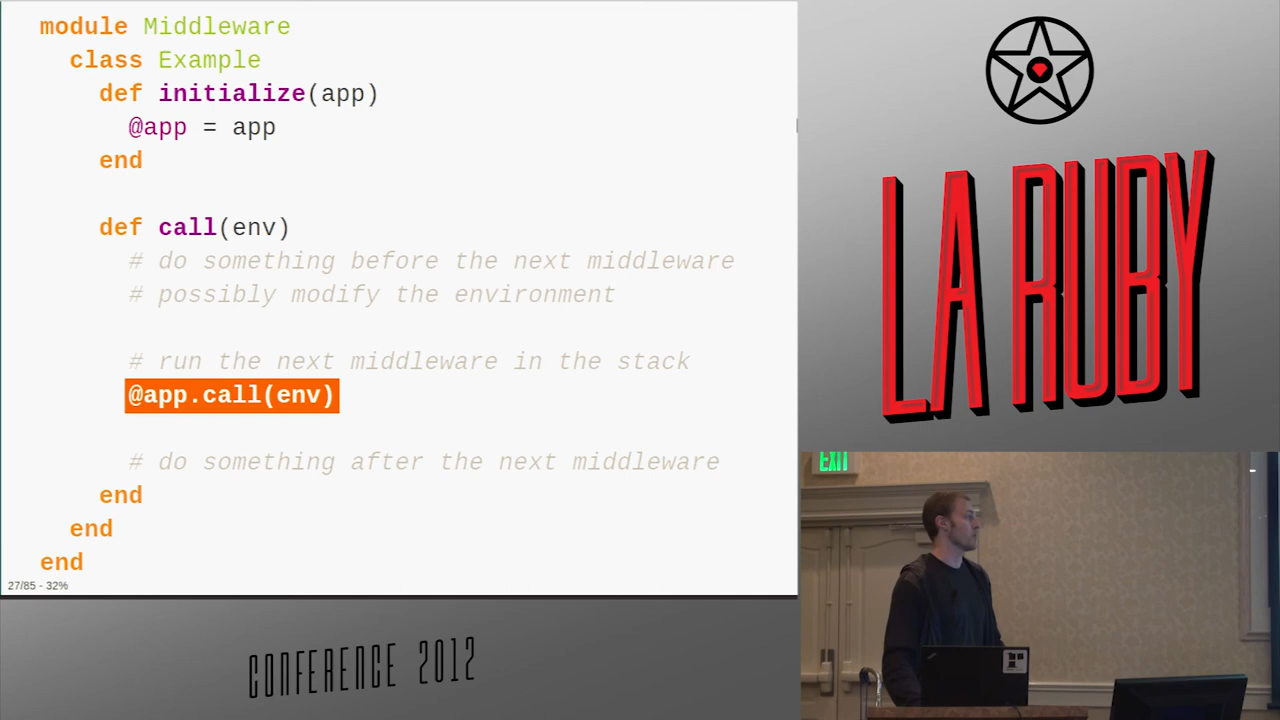 module Middleware
class Example
def initialize(app)
@app = app
end
def call(env)
# do something before the next middleware
# possibly modify the environment
# run the next middleware in the stack
@app.call(env)
# do something after the next middleware
end
end
end
27/85 - 32%
LA RUBY
EXIT
CONFERENCE 2012